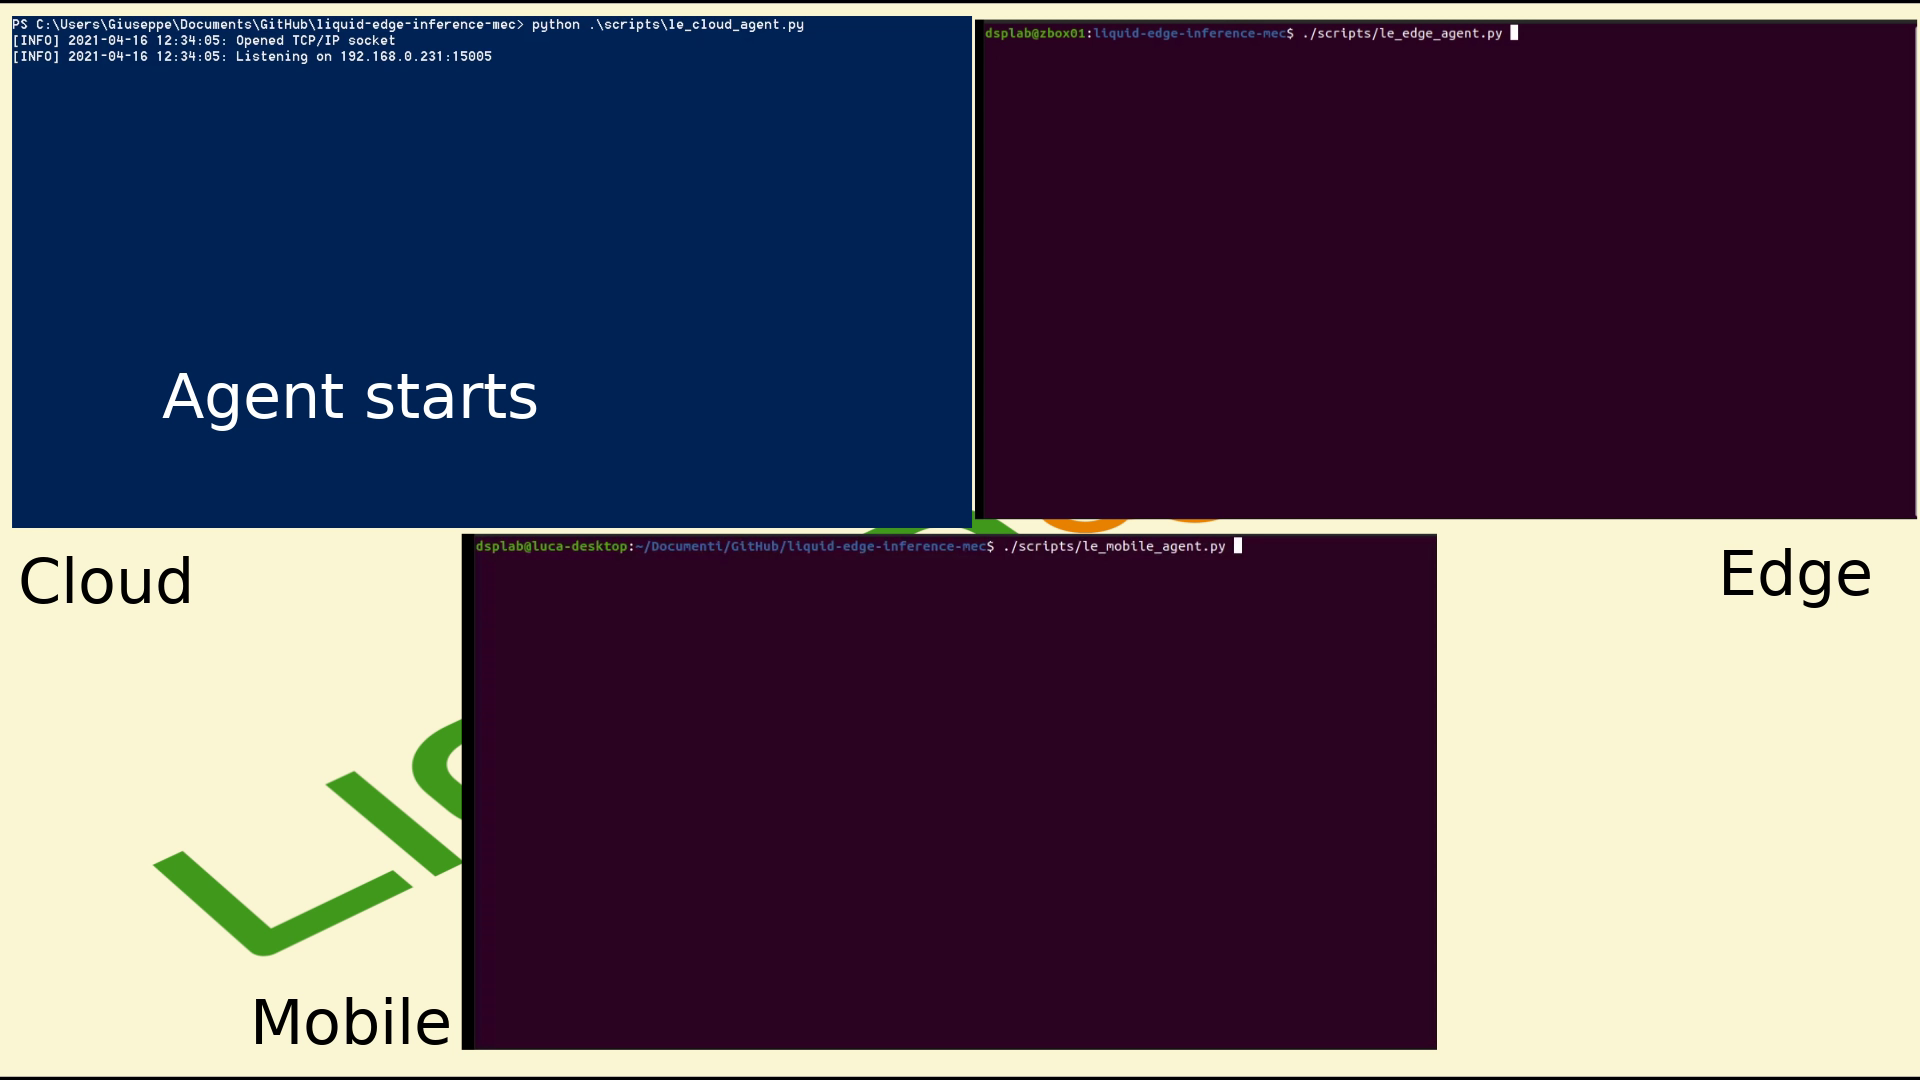 PS C:\Users\Giuseppe\Documents\GitHub\liquid-edge-inference-mec> python .\scripts\le_cloud_agent.py
[INFO] 2021-04-16 12:34:05: Opened TCP/IP socket
[INFO] 2021-04-16 12:34:05: Listening on 192.168.0.231:15005
Agent starts
dsplab@zbox01:liquid-edge-inference-mec$ ./scripts/le_edge_agent.py
Cloud
Edge
dsplab@luca-desktop:~/Documenti/GitHub/liquid-edge-inference-mec$ ./scripts/le_mobile_agent.py
Mobile